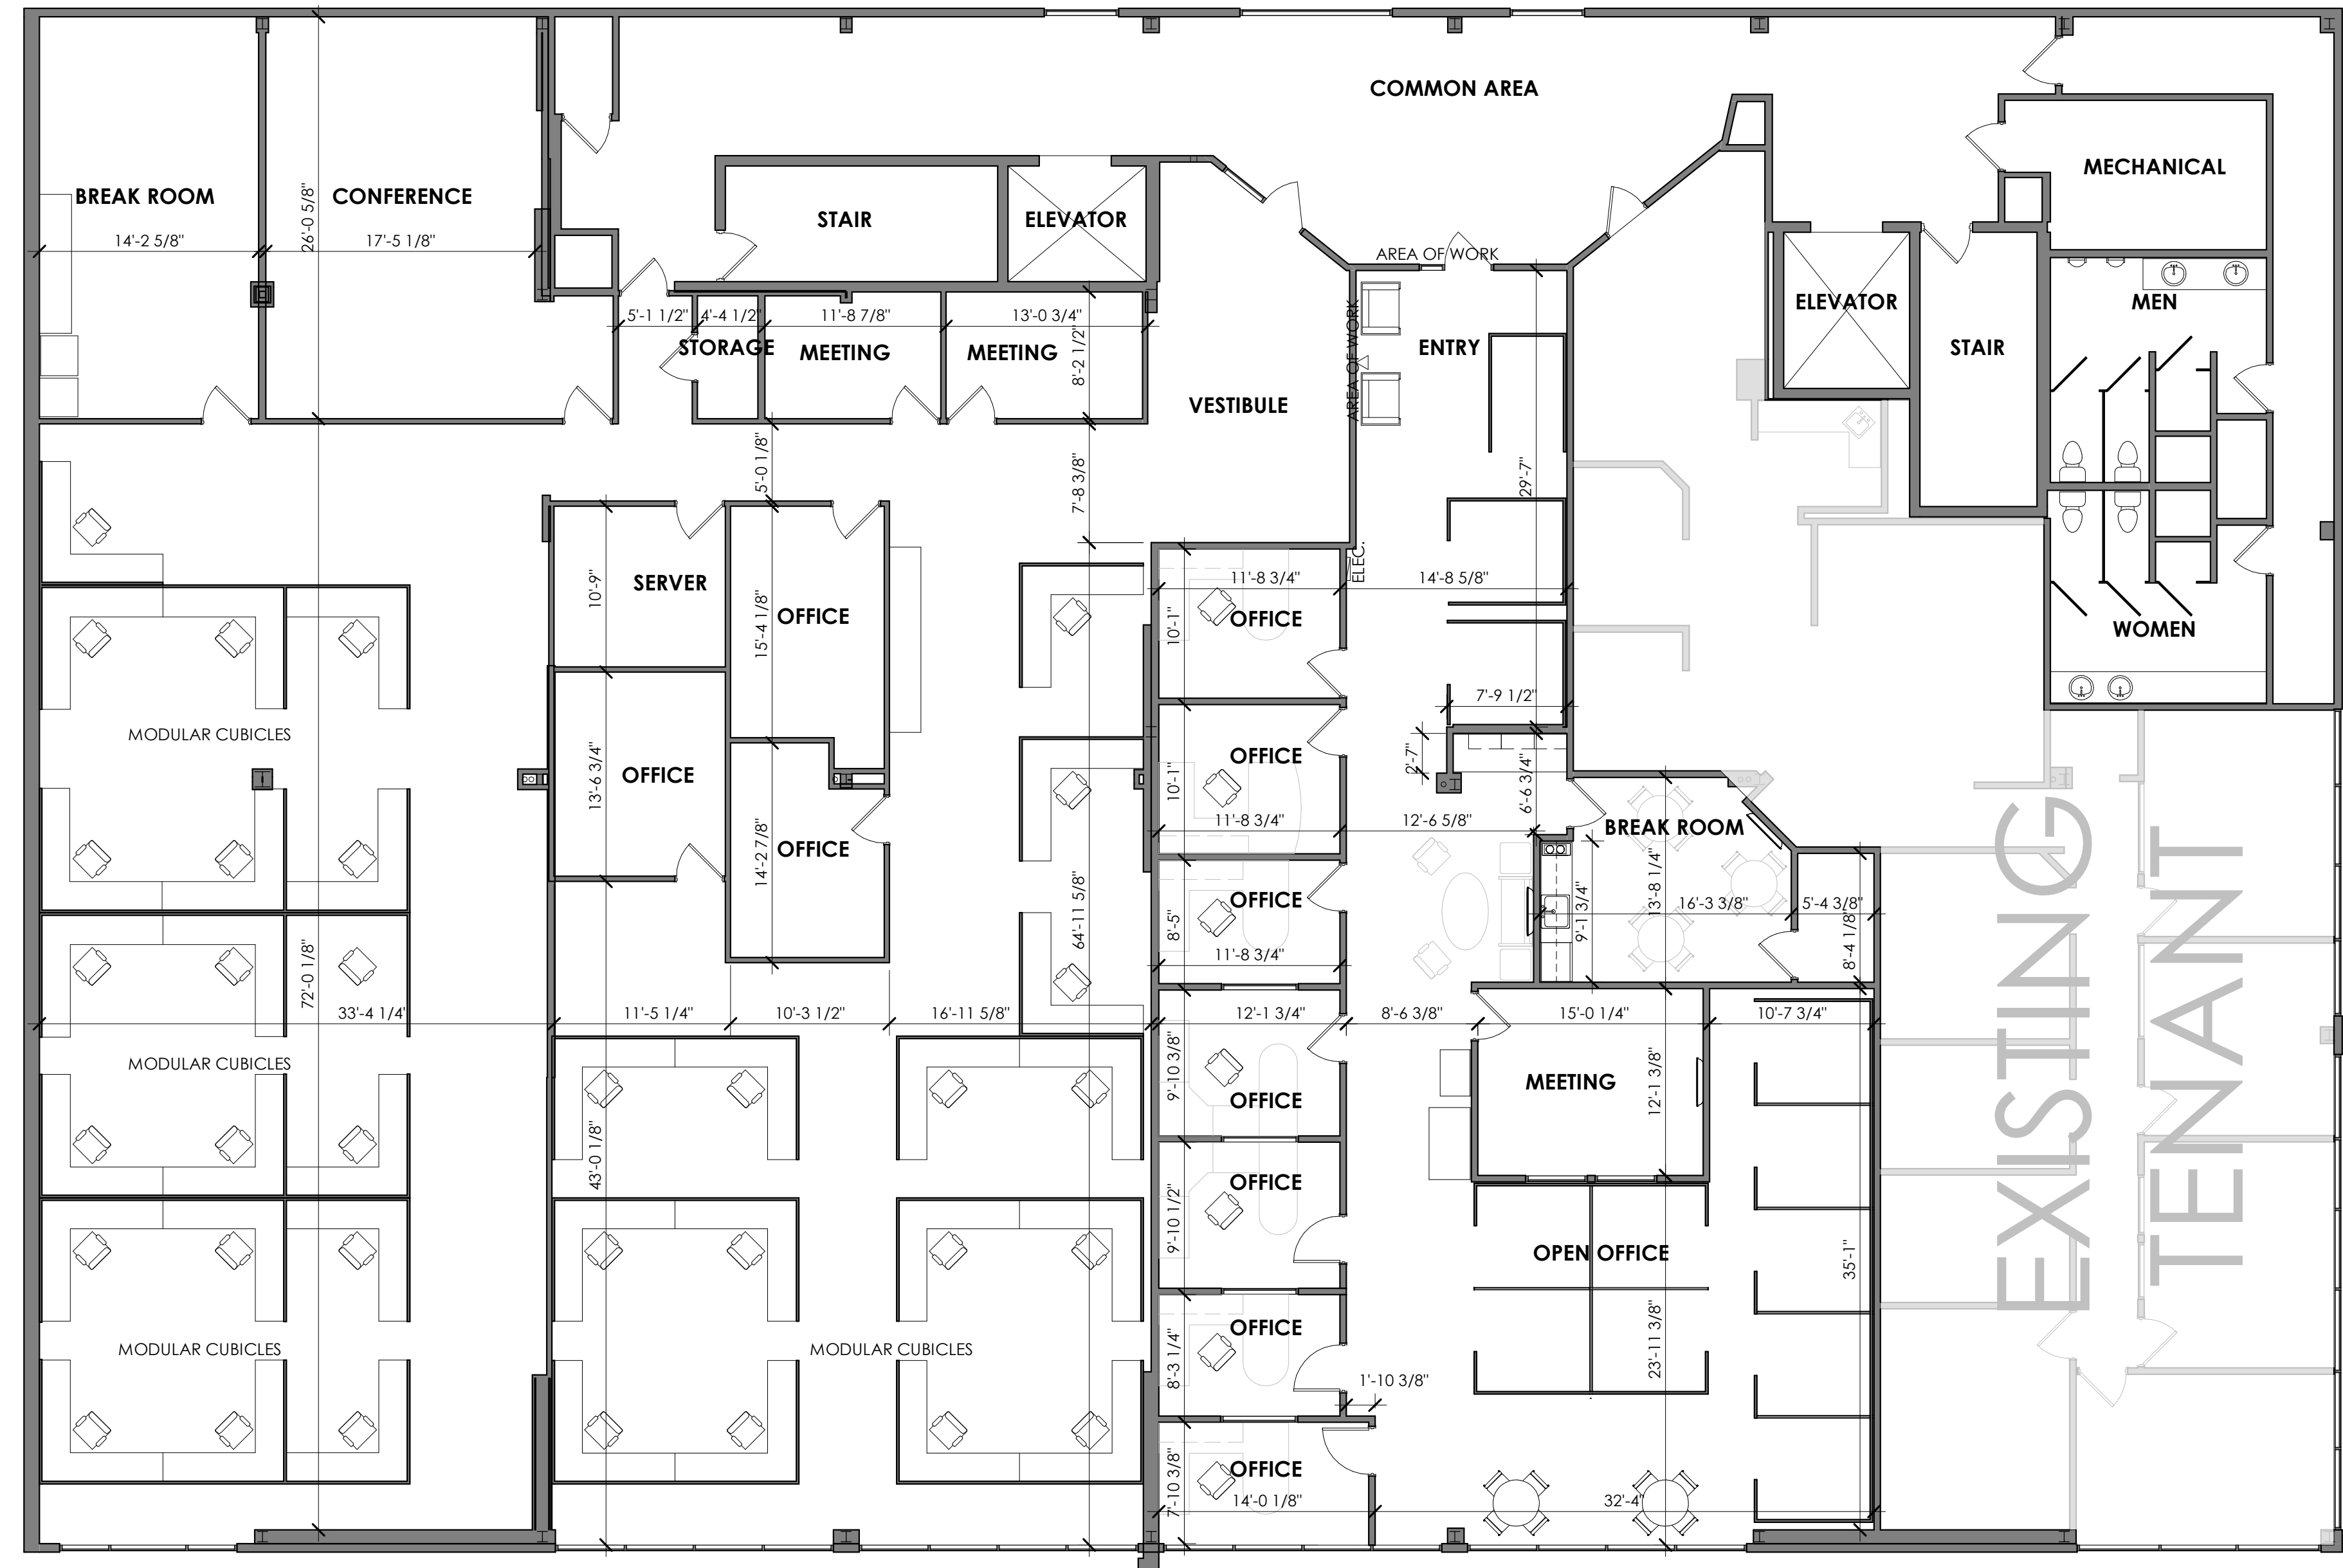 COMMON AREA
MECHANICAL
BREAK ROOM
CONFERENCE
26'-0 5/8"
STAIR
ELEVATOR
14'-2 5/8"
17'-5 1/8"
AREA OF WORK
AREA OF WORK
ELEVATOR
MEN
5'-1 1/2"
4'-4 1/2"
11'-8 7/8"
13'-0 3/4"
STORAGE
MEETING
MEETING
8'-2 1/2"
ENTRY
STAIR
VESTIBULE
5'-0 1/8"
7'-8 3/8"
29'-7"
ELEC.
10'-9"
SERVER
15'-4 1/8"
OFFICE
11'-8 3/4"
14'-8 5/8"
10'-1"
OFFICE
WOMEN
7'-9 1/2"
MODULAR CUBICLES
13'-6 3/4"
OFFICE
OFFICE
10'-1"
2'-7"
6'-6 3/4"
11'-8 3/4"
12'-6 5/8"
BREAK ROOM
14'-2 7/8"
OFFICE
64'-11 5/8"
OFFICE
8'-5"
11'-8 3/4"
9'-1 3/4"
13'-8 1/4"
16'-3 3/8"
5'-4 3/8"
8'-4 1/8"
EXISTING
TENANT
72'-0 1/8"
33'-4 1/4"
11'-5 1/4"
10'-3 1/2"
16'-11 5/8"
12'-1 3/4"
8'-6 3/8"
15'-0 1/4"
10'-7 3/4"
MODULAR CUBICLES
9'-10 3/8"
OFFICE
MEETING
12'-1 3/8"
43'-0 1/8"
9'-10 1/2"
OFFICE
OPEN OFFICE
35'-1"
MODULAR CUBICLES
MODULAR CUBICLES
8'-3 1/4"
OFFICE
23'-11 3/8"
1'-10 3/8"
7'-10 3/8"
OFFICE
14'-0 1/8"
32'-4"